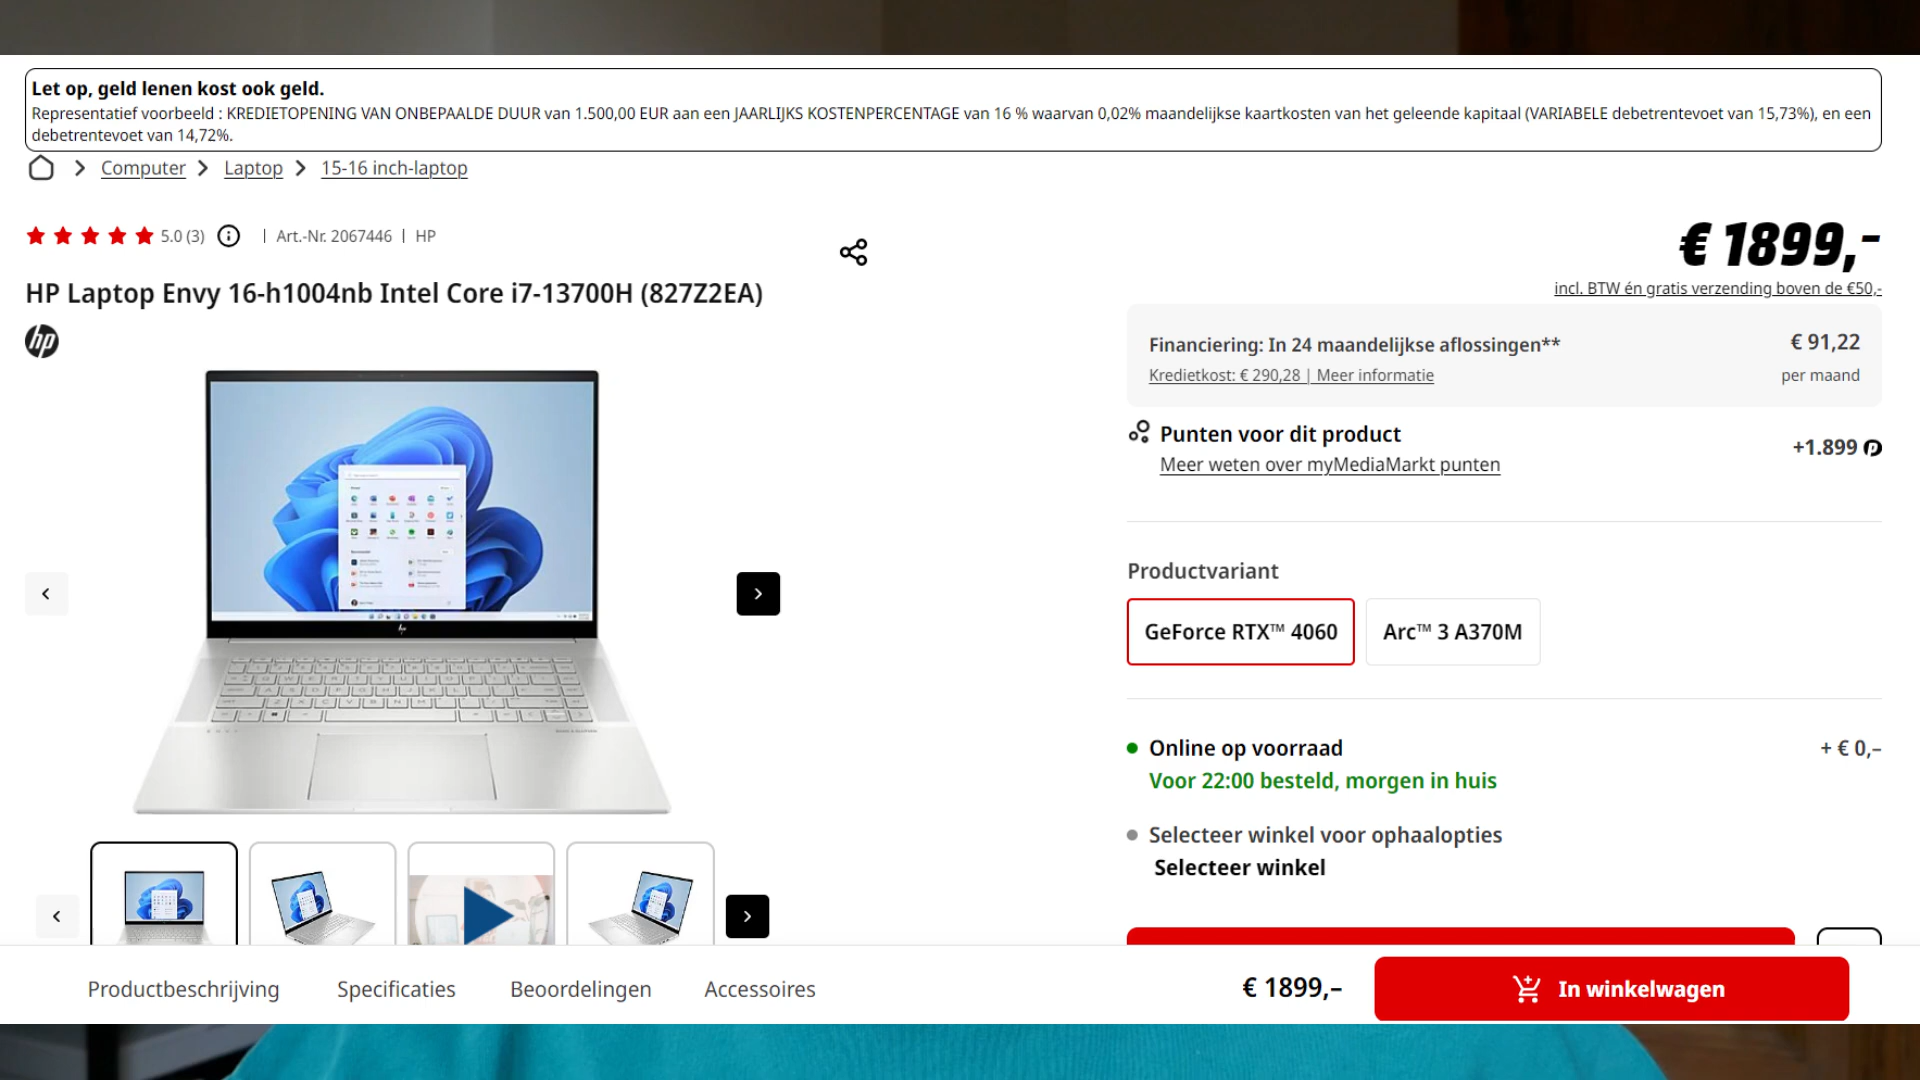 Let op, geld lenen kost ook geld.
Representatief voorbeeld : KREDIETOPENING VAN ONBEPAALDE DUUR van 1.500,00 EUR aan een JAARLIJKS KOSTENPERCENTAGE van 16 % waarvan 0,02% maandelijkse kaartkosten van het geleende kapitaal (VARIABELE debetrentevoet van 15,73%), en een
debetrentevoet van 14,72%.
Computer Laptop 15-16 inch-laptop
5.0 (3) | Art.-Nr. 2067446 | HP
HP Laptop Envy 16-h1004nb Intel Core i7-13700H (827Z2EA)
hp
€ 1899,-
incl. BTW én gratis verzending boven de €50,-
Financiering: In 24 maandelijkse aflossingen** € 91,22
Kredietkost: € 290,28 | Meer informatie per maand
Punten voor dit product +1.899
Meer weten over myMediaMarkt punten
Productvariant
GeForce RTX™ 4060 Arc™ 3 A370M
Online op voorraad + € 0,–
Voor 22:00 besteld, morgen in huis
Selecteer winkel voor ophaalopties
Selecteer winkel
Productbeschrijving Specificaties Beoordelingen Accessoires € 1899,– In winkelwagen